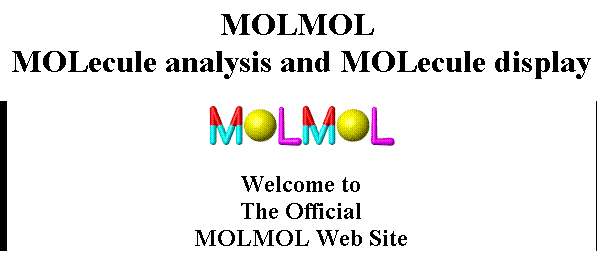 MOLMOL
MOLecule analysis and MOLecule display
MOLMOL
Welcome to
The Official
MOLMOL Web Site